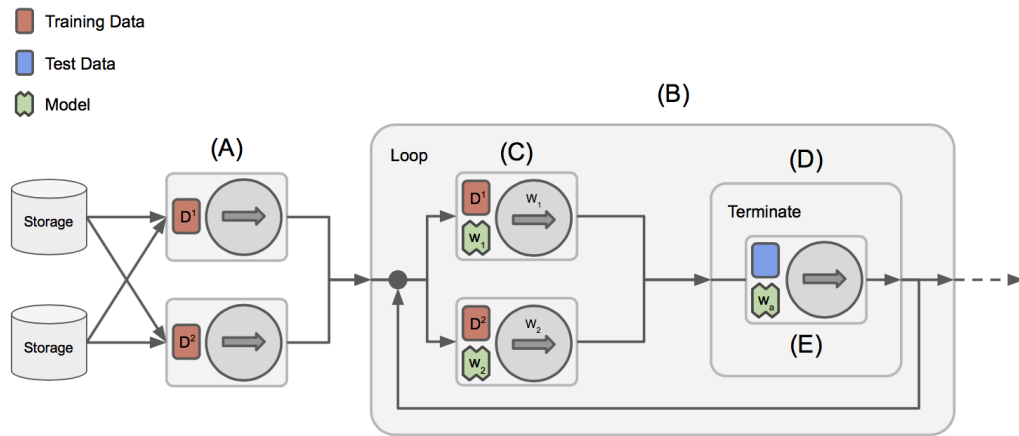 Training Data
Test Data
Model
(A)
(B)
Loop
(C)
(D)
Storage
D¹
D¹
W₁
w₁
Terminate
wₐ
Storage
D²
D²
W₂
w₂
(E)